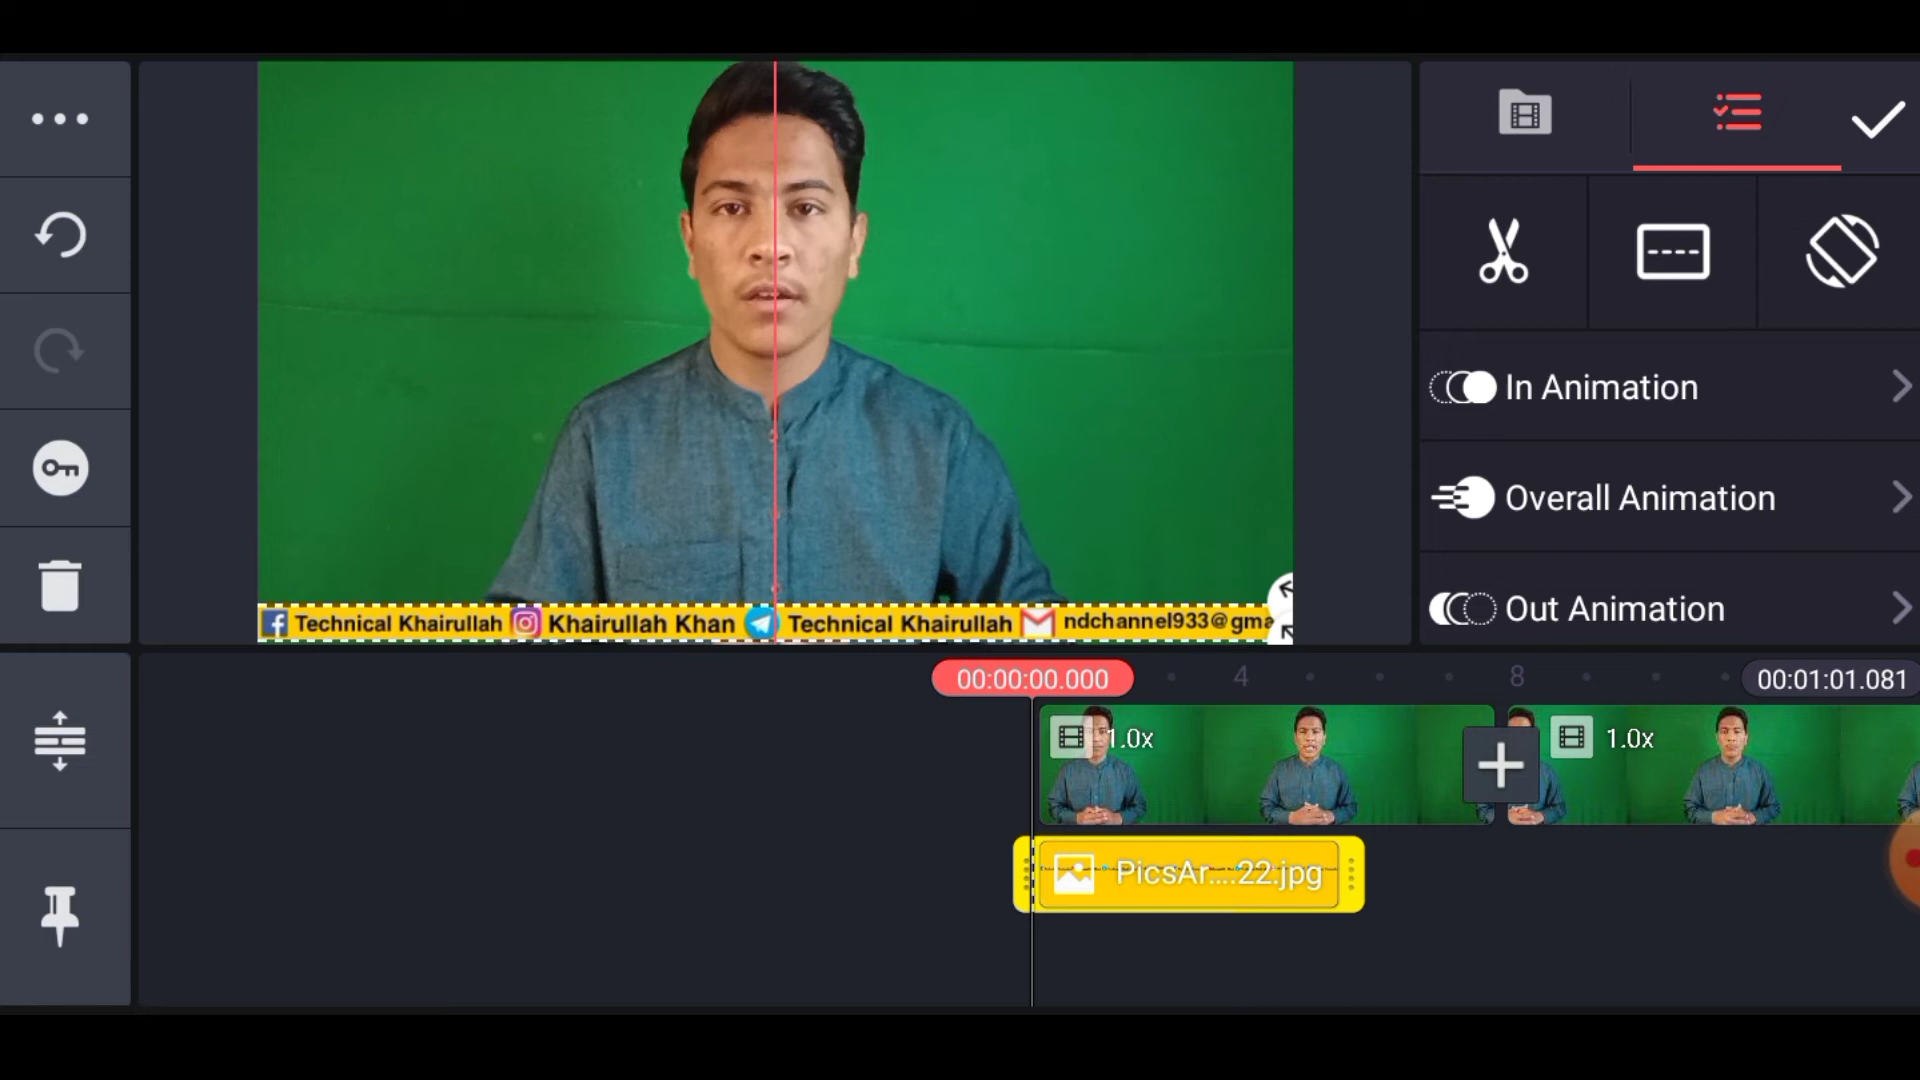 In Animation
Overall Animation
Out Animation
Technical Khairullah Khairullah Khan Technical Khairullah ndchannel933@gma
00:00:00.000 4 8 00:01:01.081
1.0x 1.0x
PicsAr....22.jpg